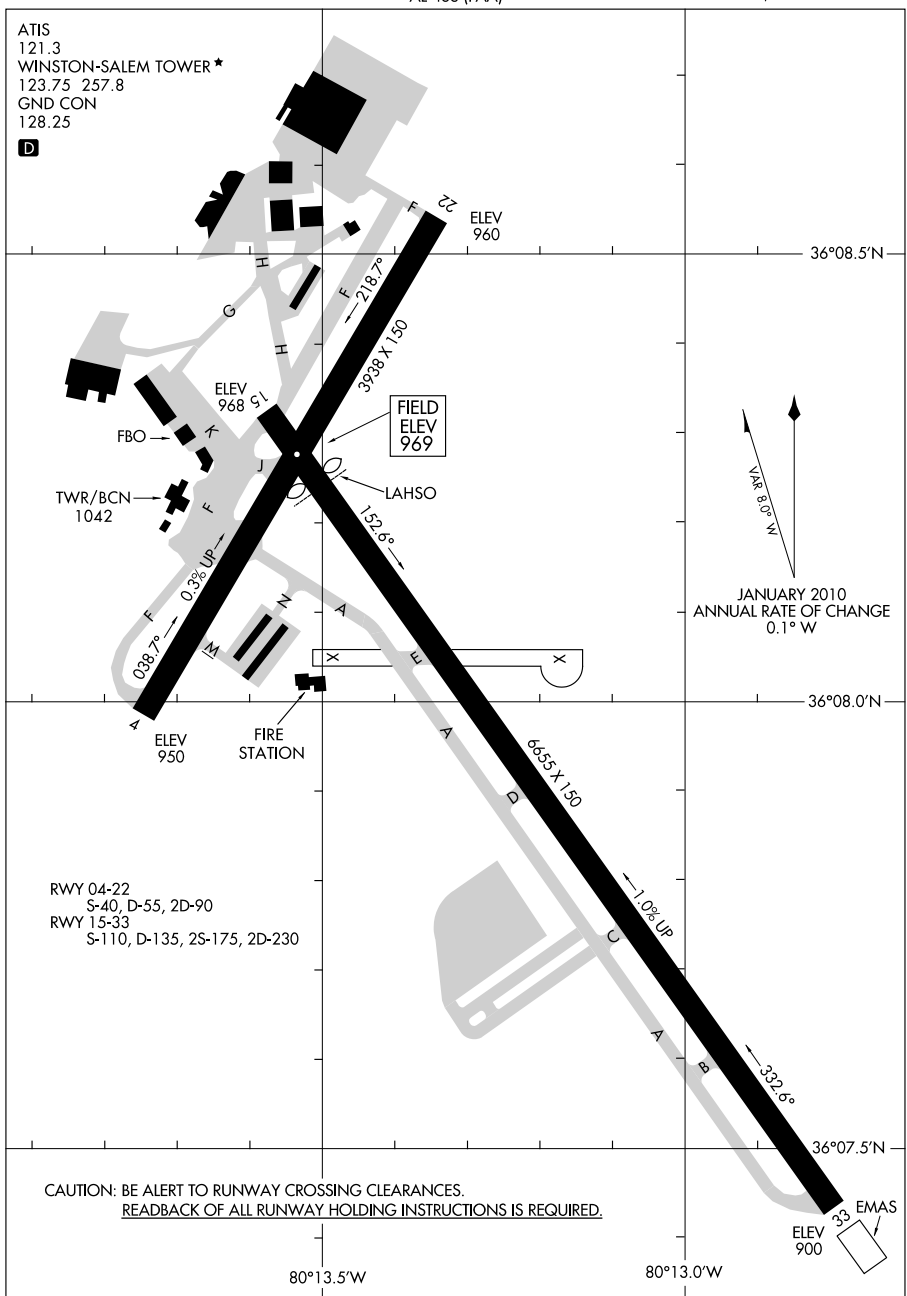 AL-466 (FAA)
ATIS
121.3
WINSTON-SALEM TOWER ★
123.75 257.8
GND CON
128.25
D
F
22
ELEV
960
36°08.5'N
H
218.7°
F
G
3938 X 150
H
ELEV
968
15
FIELD
ELEV
969
FBO
K
J
LAHSO
TWR/BCN
1042
F
152.6°
VAR 8.0° W
0.3% UP
JANUARY 2010
ANNUAL RATE OF CHANGE
0.1° W
F
N
A
038.7°
M
X
E
X
4
36°08.0'N
ELEV
950
FIRE
STATION
A
6655 X 150
D
RWY 04-22
S-40, D-55, 2D-90
RWY 15-33
S-110, D-135, 2S-175, 2D-230
1.0% UP
C
A
B
332.6°
36°07.5'N
CAUTION: BE ALERT TO RUNWAY CROSSING CLEARANCES.
READBACK OF ALL RUNWAY HOLDING INSTRUCTIONS IS REQUIRED.
33
EMAS
ELEV
900
80°13.5'W
80°13.0'W